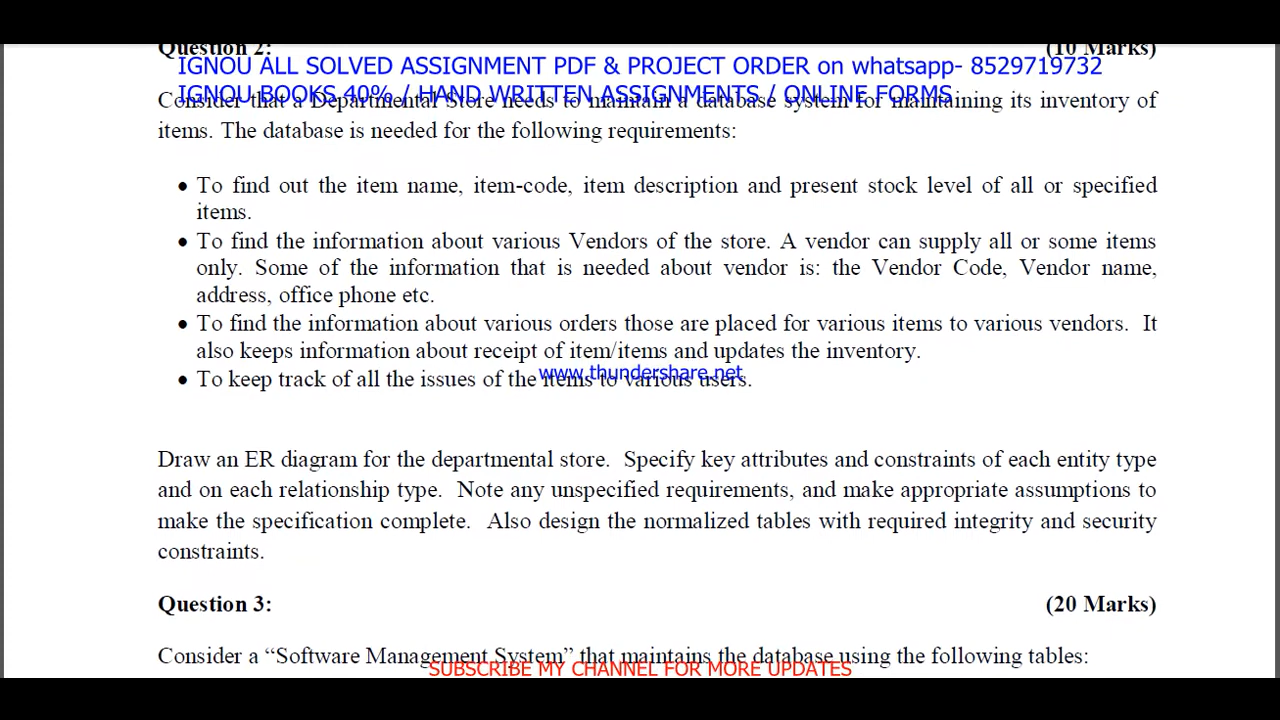 Question 2: (10 Marks)
IGNOU ALL SOLVED ASSIGNMENT PDF & PROJECT ORDER on whatsapp- 8529719732
IGNOU BOOKS 40% / HAND WRITTEN ASSIGNMENTS / ONLINE FORMS
Consider that a Departmental Store needs to maintain a database system for maintaining its inventory of
items. The database is needed for the following requirements:
• To find out the item name, item-code, item description and present stock level of all or specified
items.
• To find the information about various Vendors of the store. A vendor can supply all or some items
only. Some of the information that is needed about vendor is: the Vendor Code, Vendor name,
address, office phone etc.
• To find the information about various orders those are placed for various items to various vendors. It
also keeps information about receipt of item/items and updates the inventory.
www.thundershare.net
• To keep track of all the issues of the items to various users.
Draw an ER diagram for the departmental store. Specify key attributes and constraints of each entity type
and on each relationship type. Note any unspecified requirements, and make appropriate assumptions to
make the specification complete. Also design the normalized tables with required integrity and security
constraints.
Question 3: (20 Marks)
Consider a “Software Management System” that maintains the database using the following tables:
SUBSCRIBE MY CHANNEL FOR MORE UPDATES